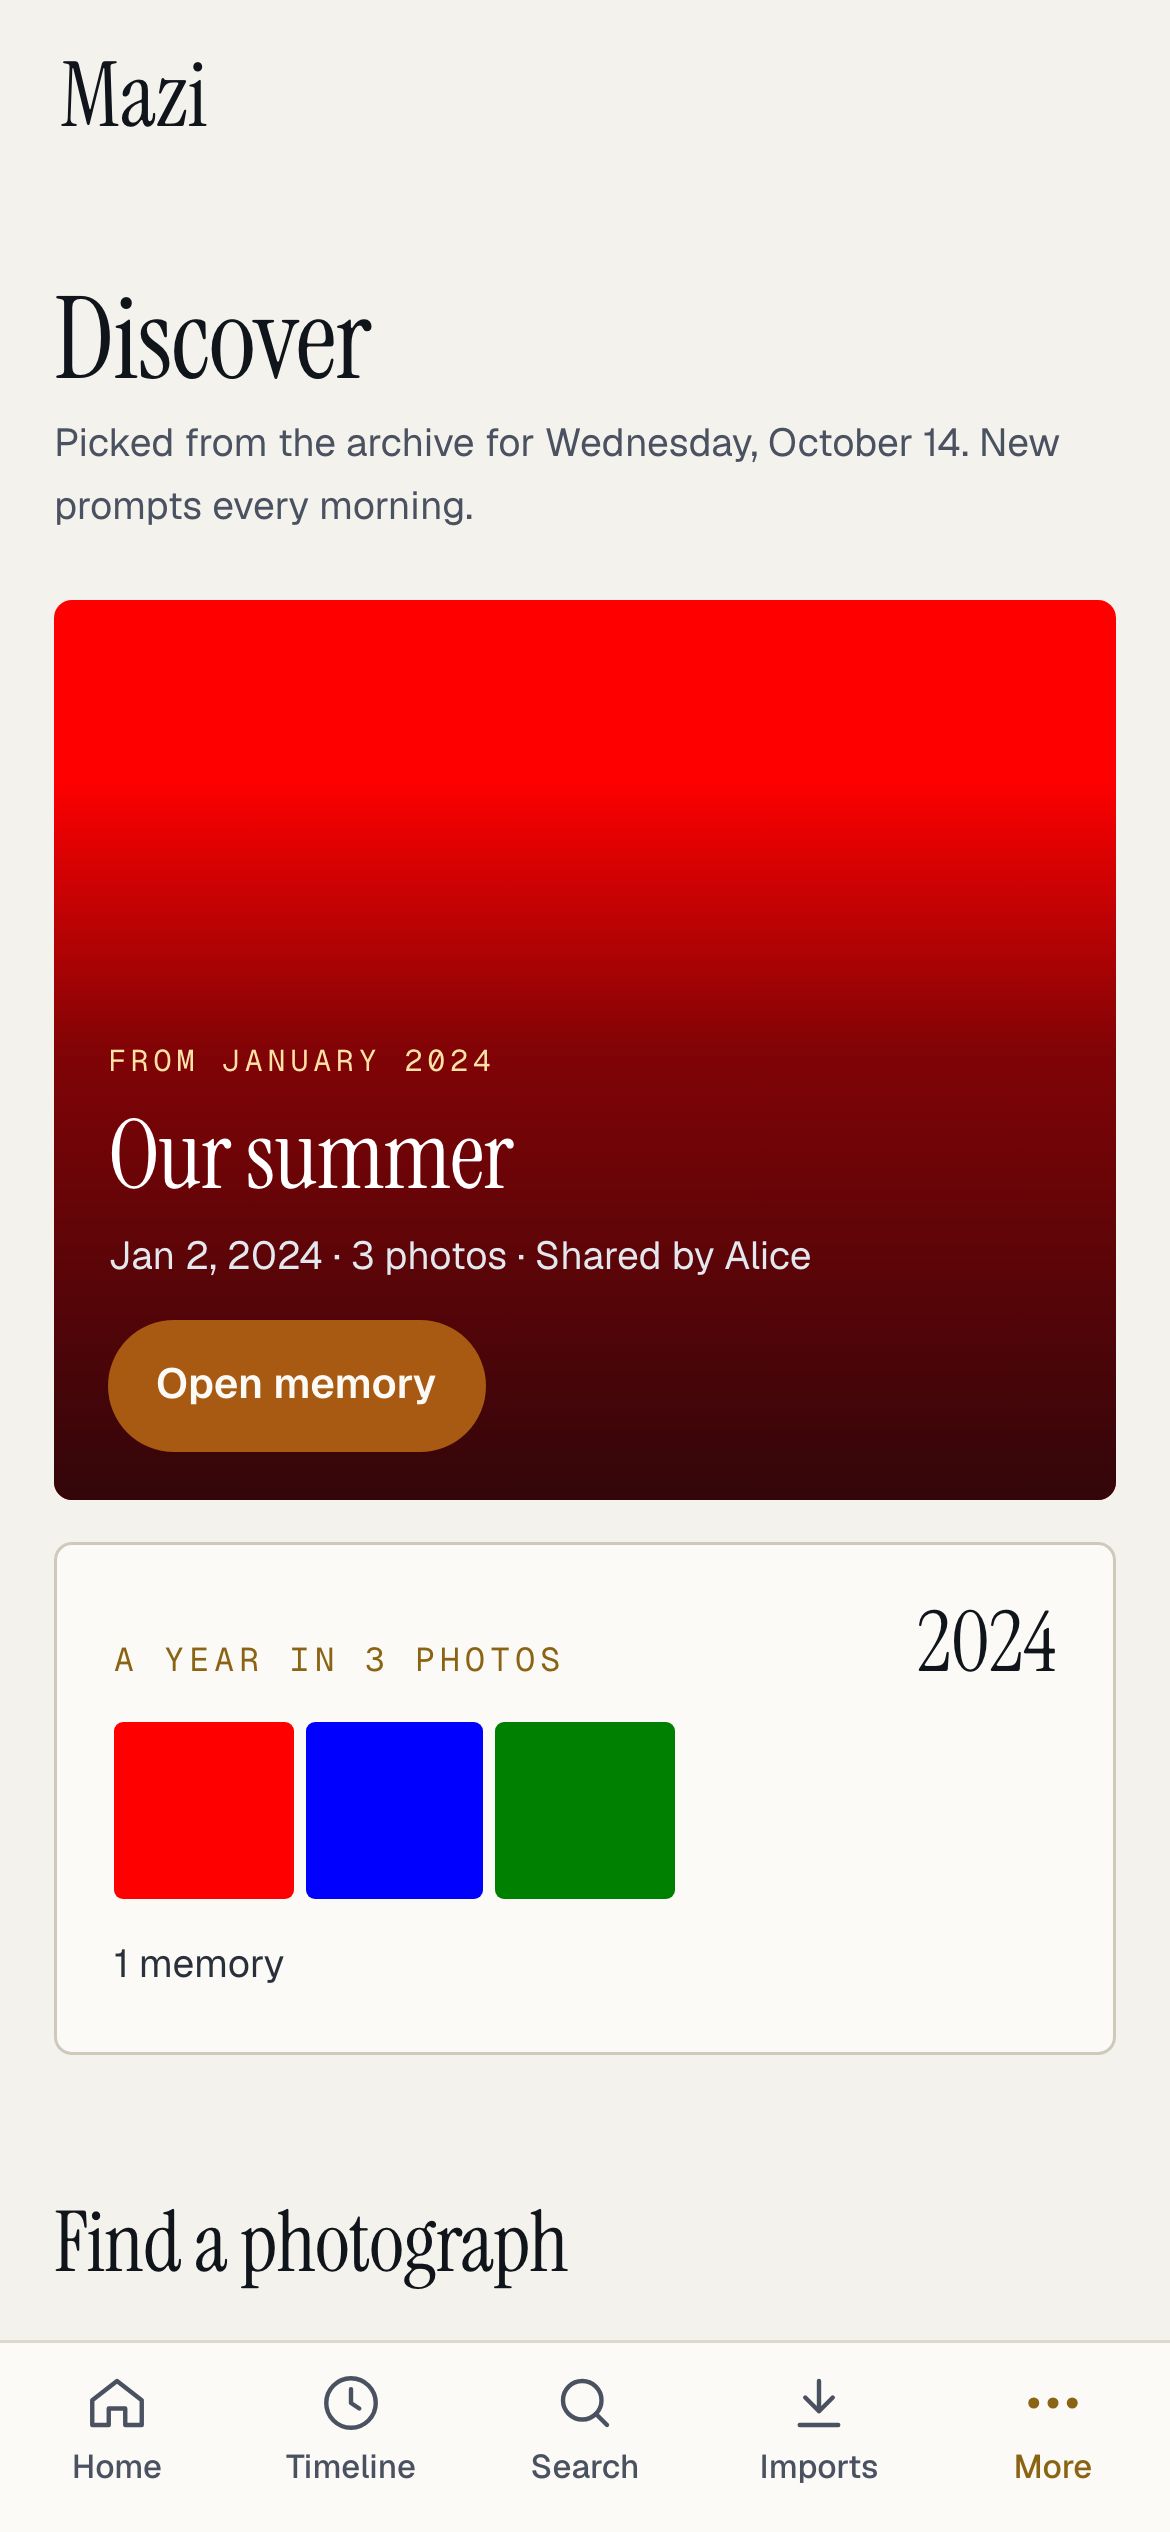 Mazi
Discover
Picked from the archive for Wednesday, October 14. New
prompts every morning.
FROM JANUARY 2024
Our summer
Jan 2, 2024 · 3 photos · Shared by Alice
Open memory
A YEAR IN 3 PHOTOS
2024
1 memory
Find a photograph
Home
Timeline
Search
Imports
More